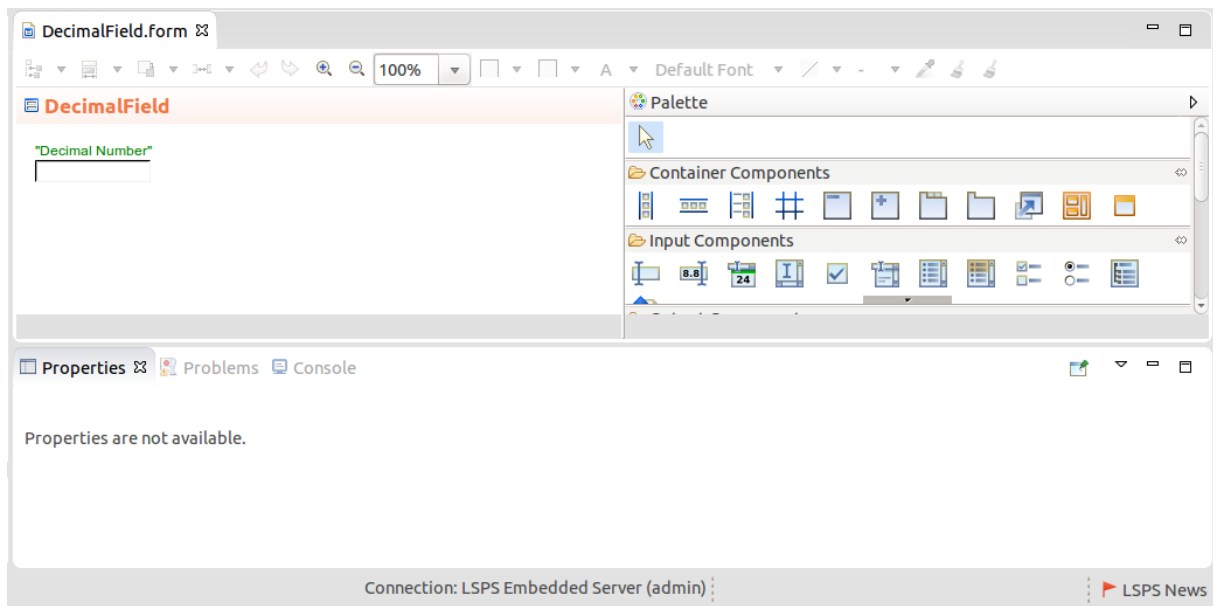 DecimalField.form
100%
A
Default Font
-
DecimalField
Palette
"Decimal Number"
Container Components
Input Components
8.8
24
Properties
Problems
Console
Properties are not available.
Connection: LSPS Embedded Server (admin)
LSPS News